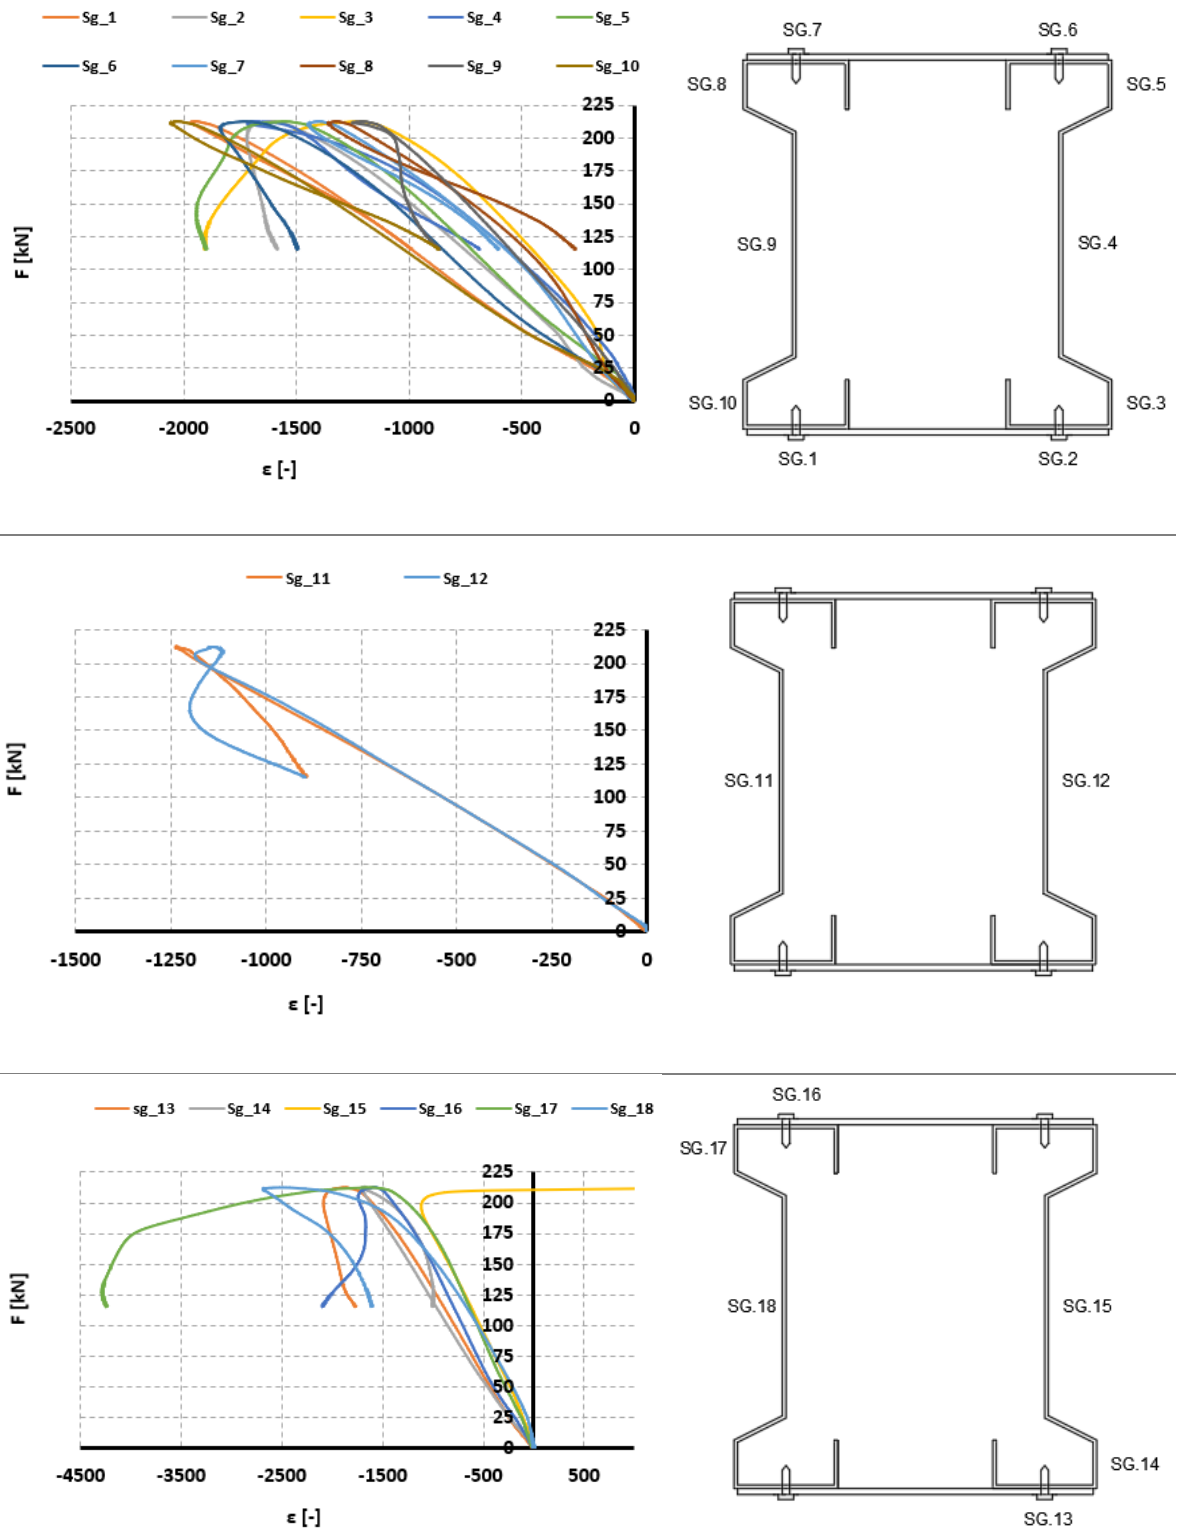 Sg_1 Sg_2 Sg_3 Sg_4 Sg_5
Sg_6 Sg_7 Sg_8 Sg_9 Sg_10
225
200
175
150
125
100
75
50
25
0
F [kN]
-2500 -2000 -1500 -1000 -500 0
ε [-]
SG.7 SG.6
SG.8 SG.5
SG.9 SG.4
SG.10 SG.3
SG.1 SG.2
Sg_11 Sg_12
225
200
175
150
125
100
75
50
25
0
F [kN]
-1500 -1250 -1000 -750 -500 -250 0
ε [-]
SG.11 SG.12
sg_13 Sg_14 Sg_15 Sg_16 Sg_17 Sg_18
225
200
175
150
125
100
75
50
25
0
F [kN]
-4500 -3500 -2500 -1500 -500 500
ε [-]
SG.16
SG.17
SG.18 SG.15
SG.14
SG.13